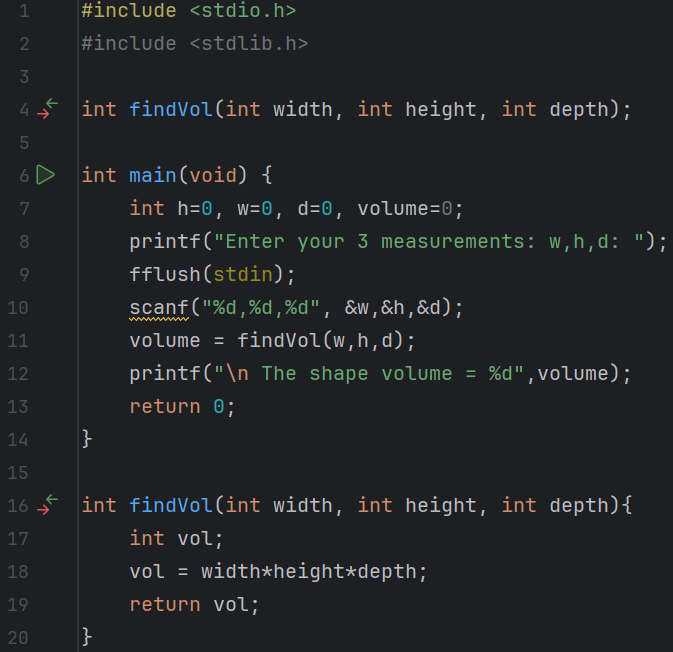 1 #include <stdio.h>
2 #include <stdlib.h>
3
4 int findVol(int width, int height, int depth);
5
6 int main(void) {
7     int h=0, w=0, d=0, volume=0;
8     printf("Enter your 3 measurements: w,h,d: ");
9     fflush(stdin);
10     scanf("%d,%d,%d", &w,&h,&d);
11     volume = findVol(w,h,d);
12     printf("\n The shape volume = %d",volume);
13     return 0;
14 }
15
16 int findVol(int width, int height, int depth){
17     int vol;
18     vol = width*height*depth;
19     return vol;
20 }